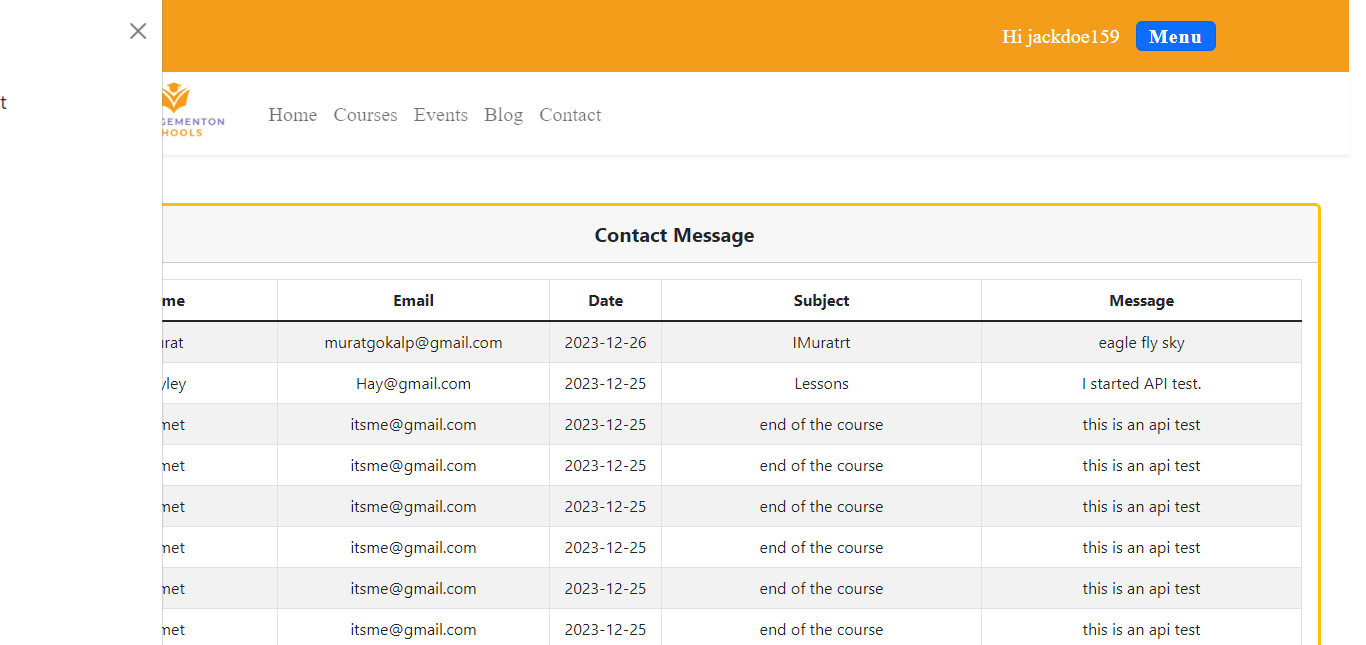 Hi jackdoe159 Menu
t
GEMENTON
HOOLS
Home Courses Events Blog Contact
Contact Message
me Email Date Subject Message
rat muratgokalp@gmail.com 2023-12-26 IMuratrt eagle fly sky
yley Hay@gmail.com 2023-12-25 Lessons I started API test.
met itsme@gmail.com 2023-12-25 end of the course this is an api test
met itsme@gmail.com 2023-12-25 end of the course this is an api test
met itsme@gmail.com 2023-12-25 end of the course this is an api test
met itsme@gmail.com 2023-12-25 end of the course this is an api test
met itsme@gmail.com 2023-12-25 end of the course this is an api test
met itsme@gmail.com 2023-12-25 end of the course this is an api test